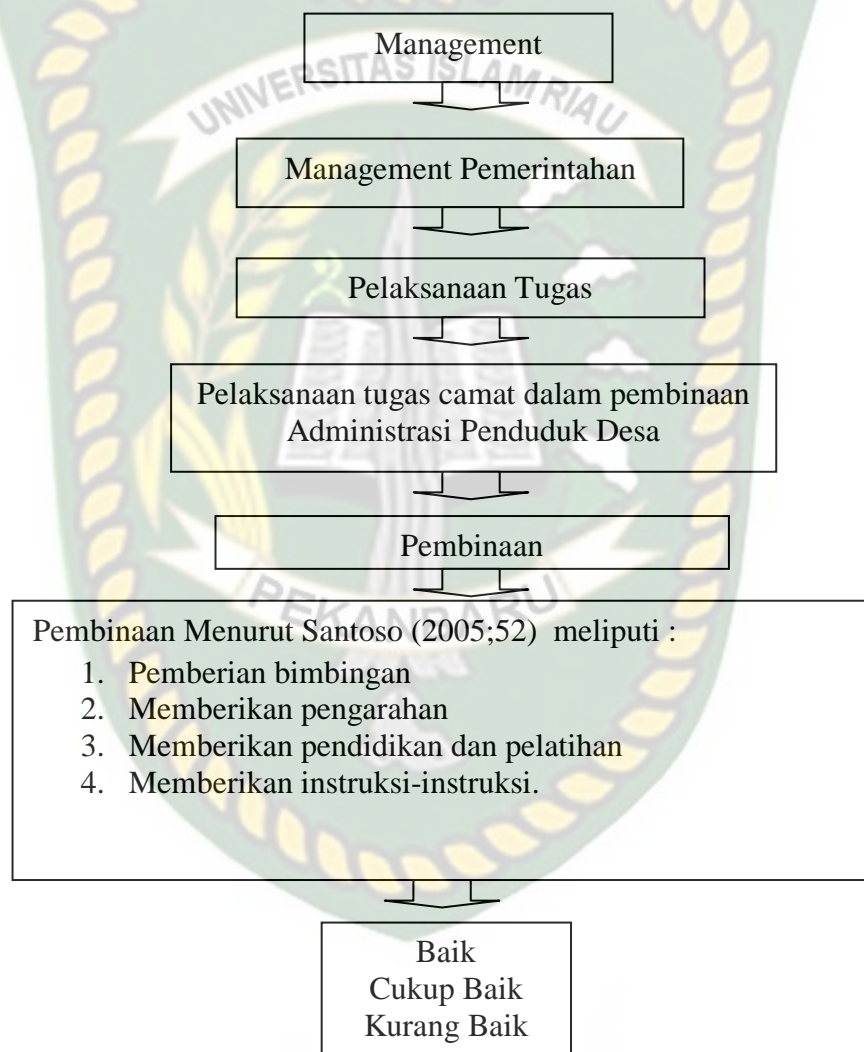 Management
UNIVERSITAS ISLAM RIAU
Management Pemerintahan
Pelaksanaan Tugas
Pelaksanaan tugas camat dalam pembinaan
Administrasi Penduduk Desa
Pembinaan
PEKANBARU
Pembinaan Menurut Santoso (2005;52)  meliputi :
1. Pemberian bimbingan
2. Memberikan pengarahan
3. Memberikan pendidikan dan pelatihan
4. Memberikan instruksi-instruksi.
Baik
Cukup Baik
Kurang Baik